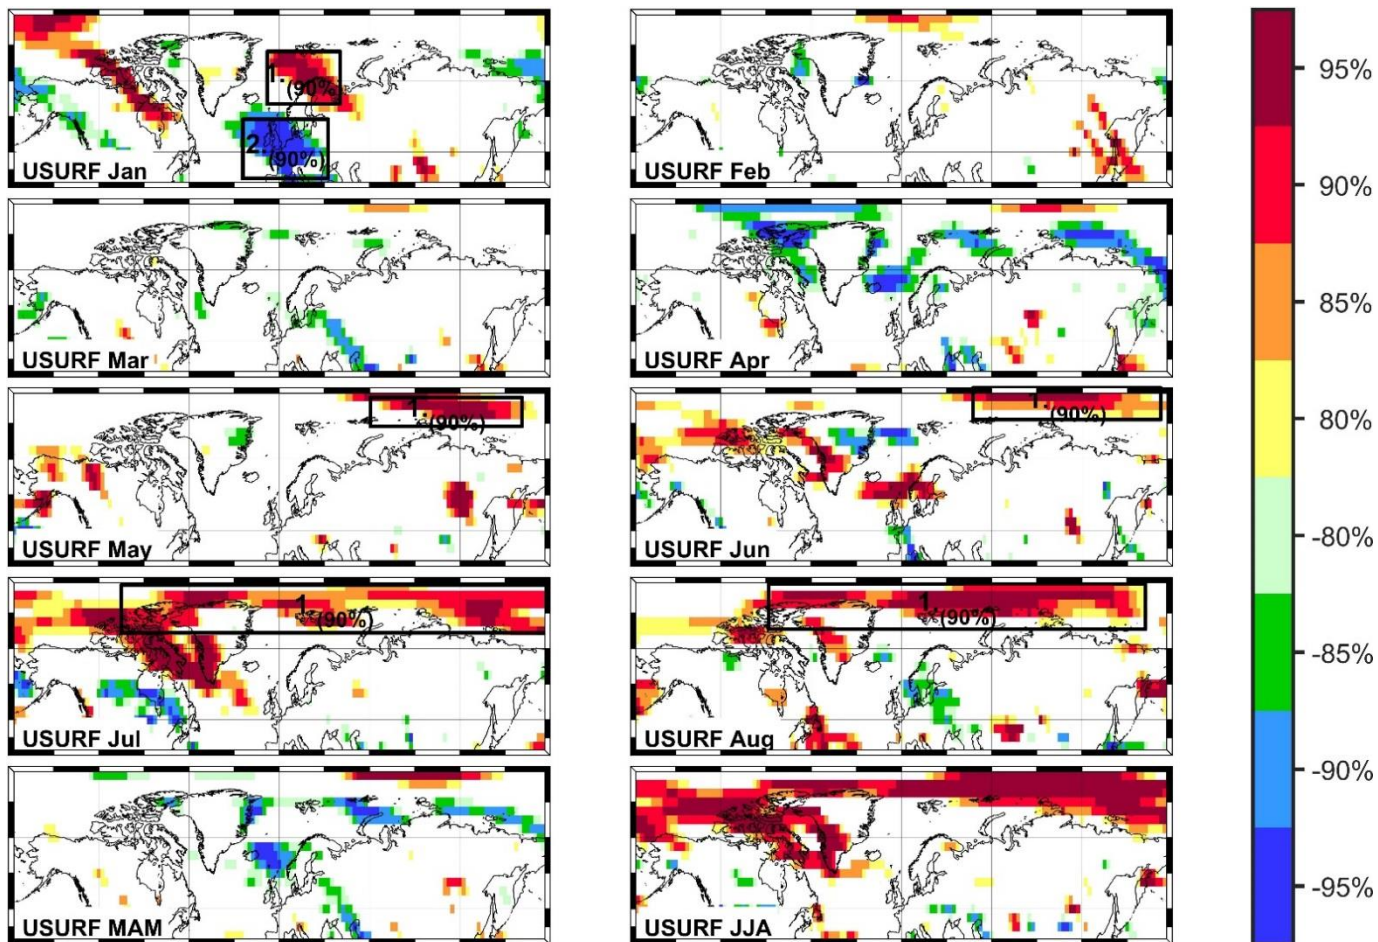 1.
(90%)
2.
(90%)
USURF Jan
USURF Feb
USURF Mar
USURF Apr
1.
(90%)
USURF May
1.
(90%)
USURF Jun
1.
(90%)
USURF Jul
1.
(90%)
USURF Aug
USURF MAM
USURF JJA
95%
90%
85%
80%
-80%
-85%
-90%
-95%